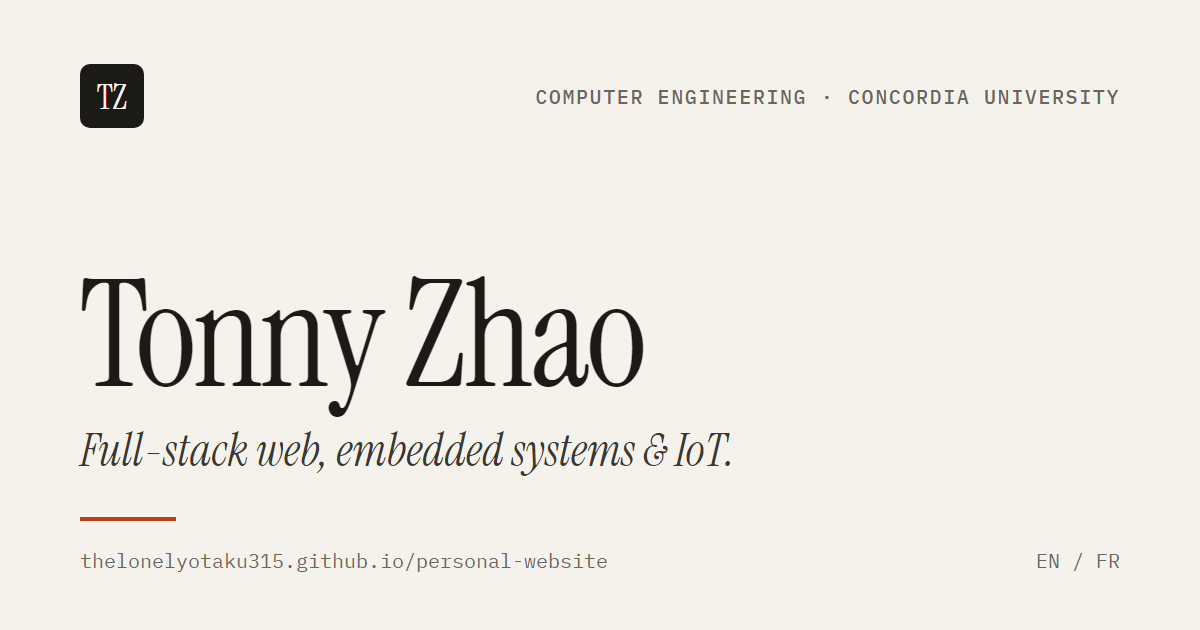 TZ
COMPUTER ENGINEERING · CONCORDIA UNIVERSITY
Tonny Zhao
Full-stack web, embedded systems & IoT.
thelonelyotaku315.github.io/personal-website
EN / FR